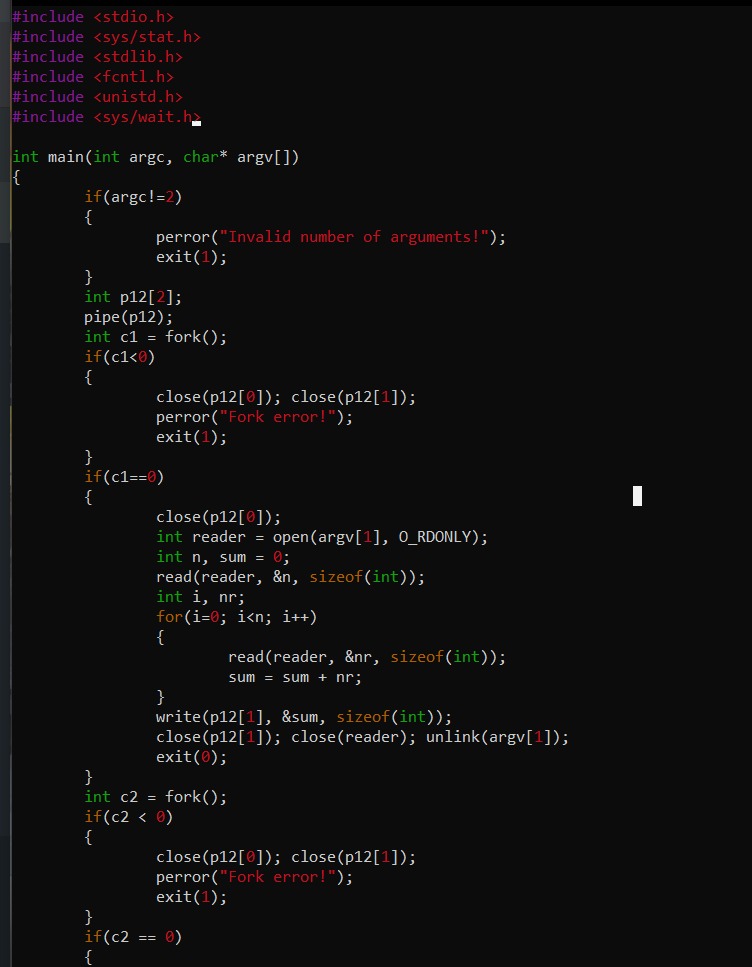 #include <stdio.h>
#include <sys/stat.h>
#include <stdlib.h>
#include <fcntl.h>
#include <unistd.h>
#include <sys/wait.h>

int main(int argc, char* argv[])
{
        if(argc!=2)
        {
                perror("Invalid number of arguments!");
                exit(1);
        }
        int p12[2];
        pipe(p12);
        int c1 = fork();
        if(c1<0)
        {
                close(p12[0]); close(p12[1]);
                perror("Fork error!");
                exit(1);
        }
        if(c1==0)
        {
                close(p12[0]);
                int reader = open(argv[1], O_RDONLY);
                int n, sum = 0;
                read(reader, &n, sizeof(int));
                int i, nr;
                for(i=0; i<n; i++)
                {
                        read(reader, &nr, sizeof(int));
                        sum = sum + nr;
                }
                write(p12[1], &sum, sizeof(int));
                close(p12[1]); close(reader); unlink(argv[1]);
                exit(0);
        }
        int c2 = fork();
        if(c2 < 0)
        {
                close(p12[0]); close(p12[1]);
                perror("Fork error!");
                exit(1);
        }
        if(c2 == 0)
        {